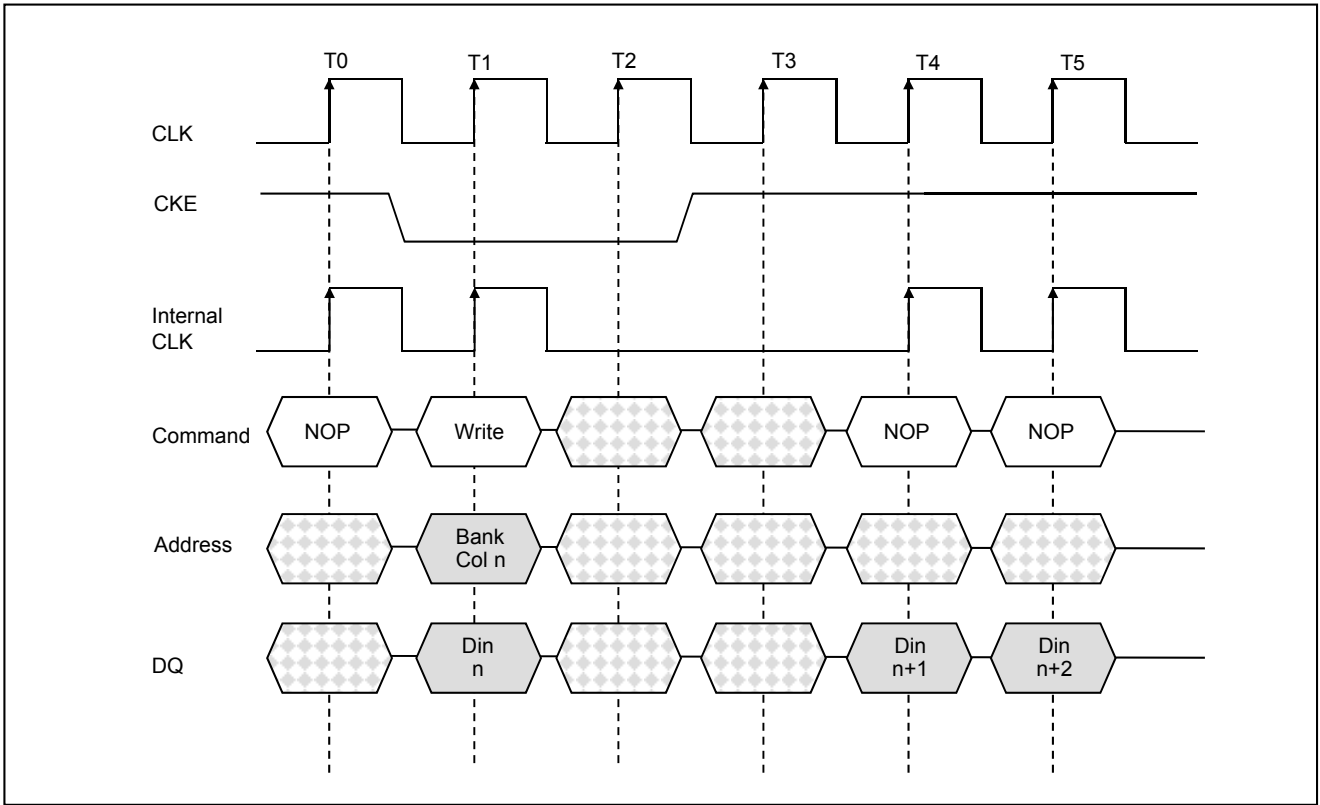 T0 T1 T2 T3 T4 T5
CLK
CKE
Internal
CLK
Command NOP Write NOP NOP
Address Bank
Col n
DQ Din
n Din
n+1 Din
n+2